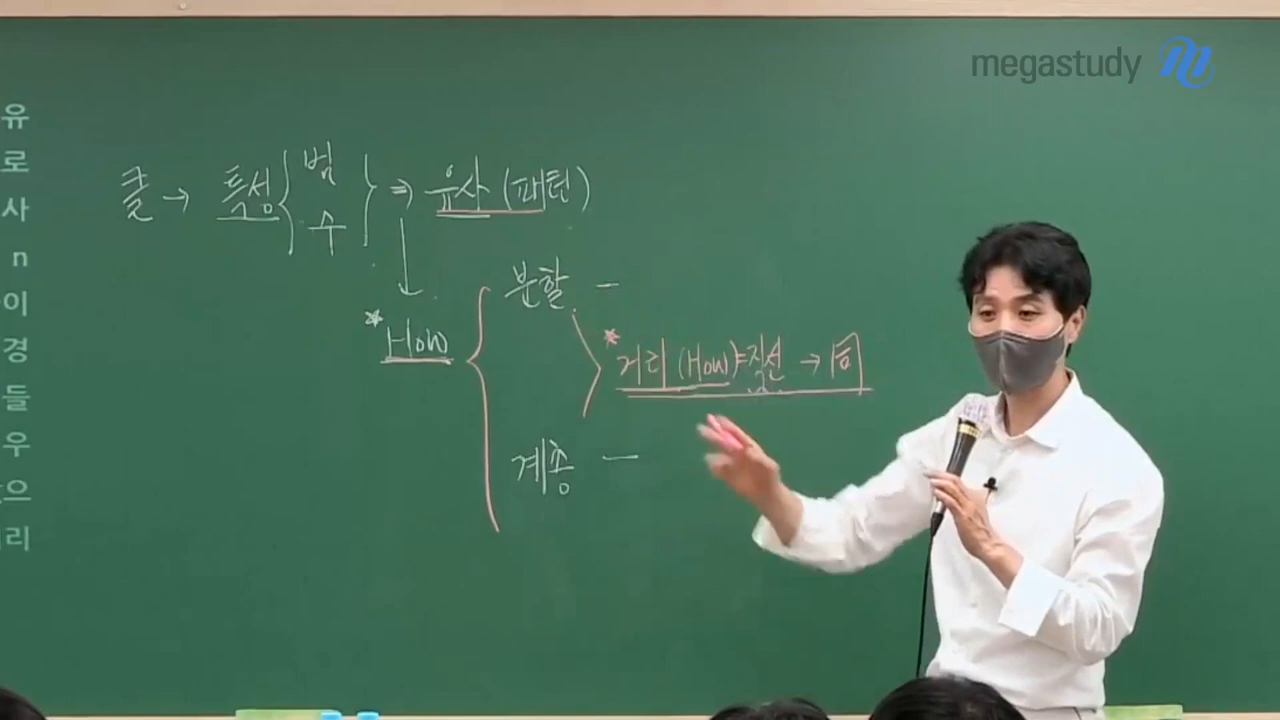 megastudy
유
로
사
n
이
경
들
우
으
리
클 → 특성 { 범 수 } ⇒ 유사 (패턴)
* How
분할 —
* 거리 (How) = 직선 → 同
계층 —